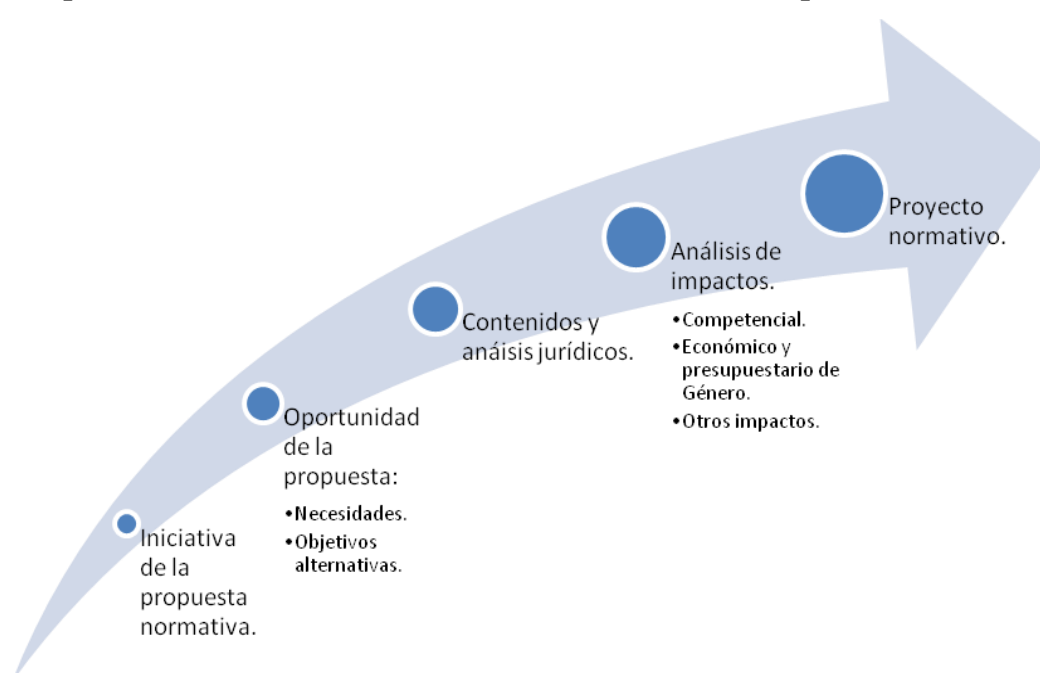 Iniciativa
de la
propuesta
normativa.
Oportunidad
de la
propuesta:
•Necesidades.
•Objetivos
alternativas.
Contenidos y
anáisis jurídicos.
Análisis de
impactos.
•Competencial.
•Económico y
presupuestario de
Género.
•Otros impactos.
Proyecto
normativo.